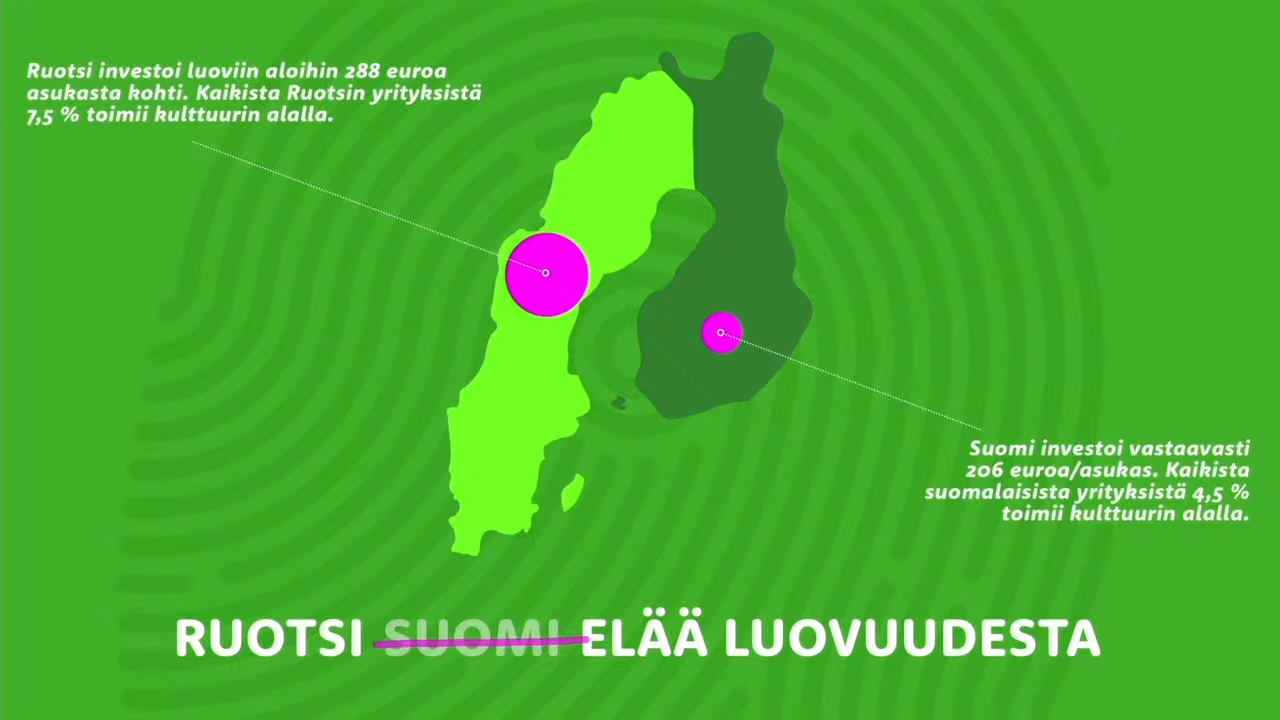 Ruotsi investoi luoviin aloihin 288 euroa
asukasta kohti. Kaikista Ruotsin yrityksistä
7,5 % toimii kulttuurin alalla.
Suomi investoi vastaavasti
206 euroa/asukas. Kaikista
suomalaisista yrityksistä 4,5 %
toimii kulttuurin alalla.
RUOTSI SUOMI ELÄÄ LUOVUUDESTA